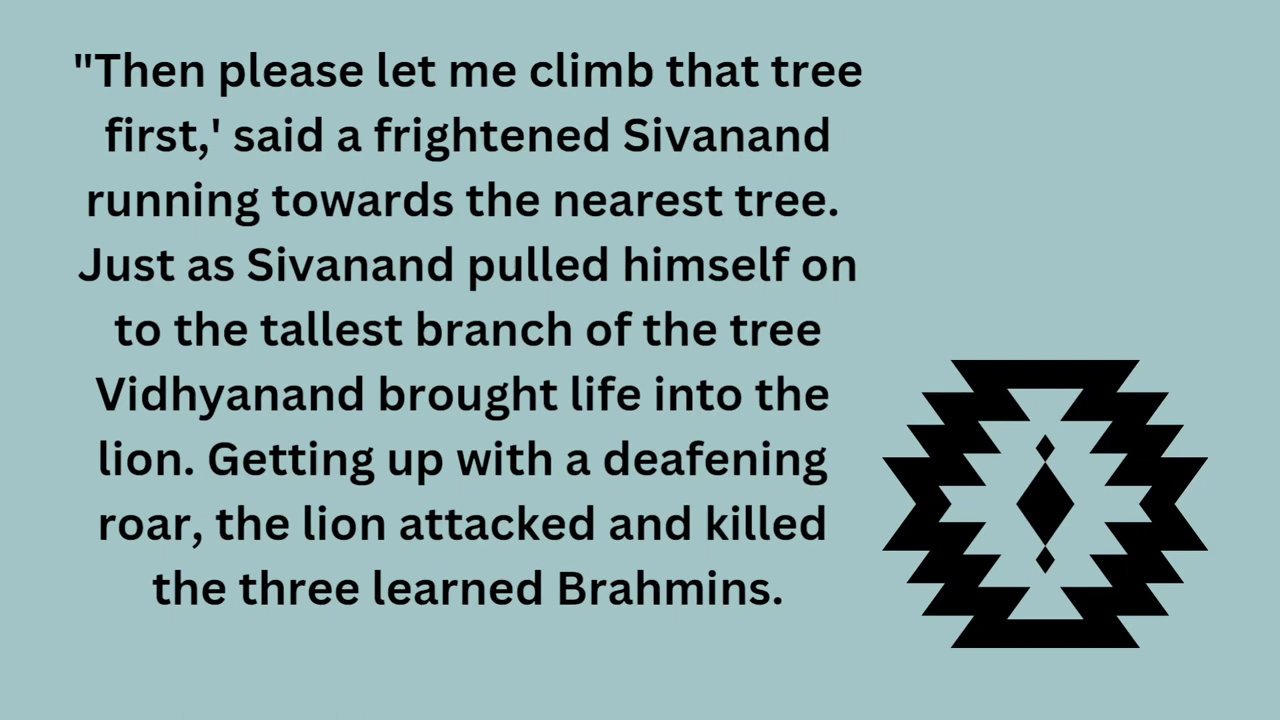 "Then please let me climb that tree
first,' said a frightened Sivanand
running towards the nearest tree.
Just as Sivanand pulled himself on
to the tallest branch of the tree
Vidhyanand brought life into the
lion. Getting up with a deafening
roar, the lion attacked and killed
the three learned Brahmins.